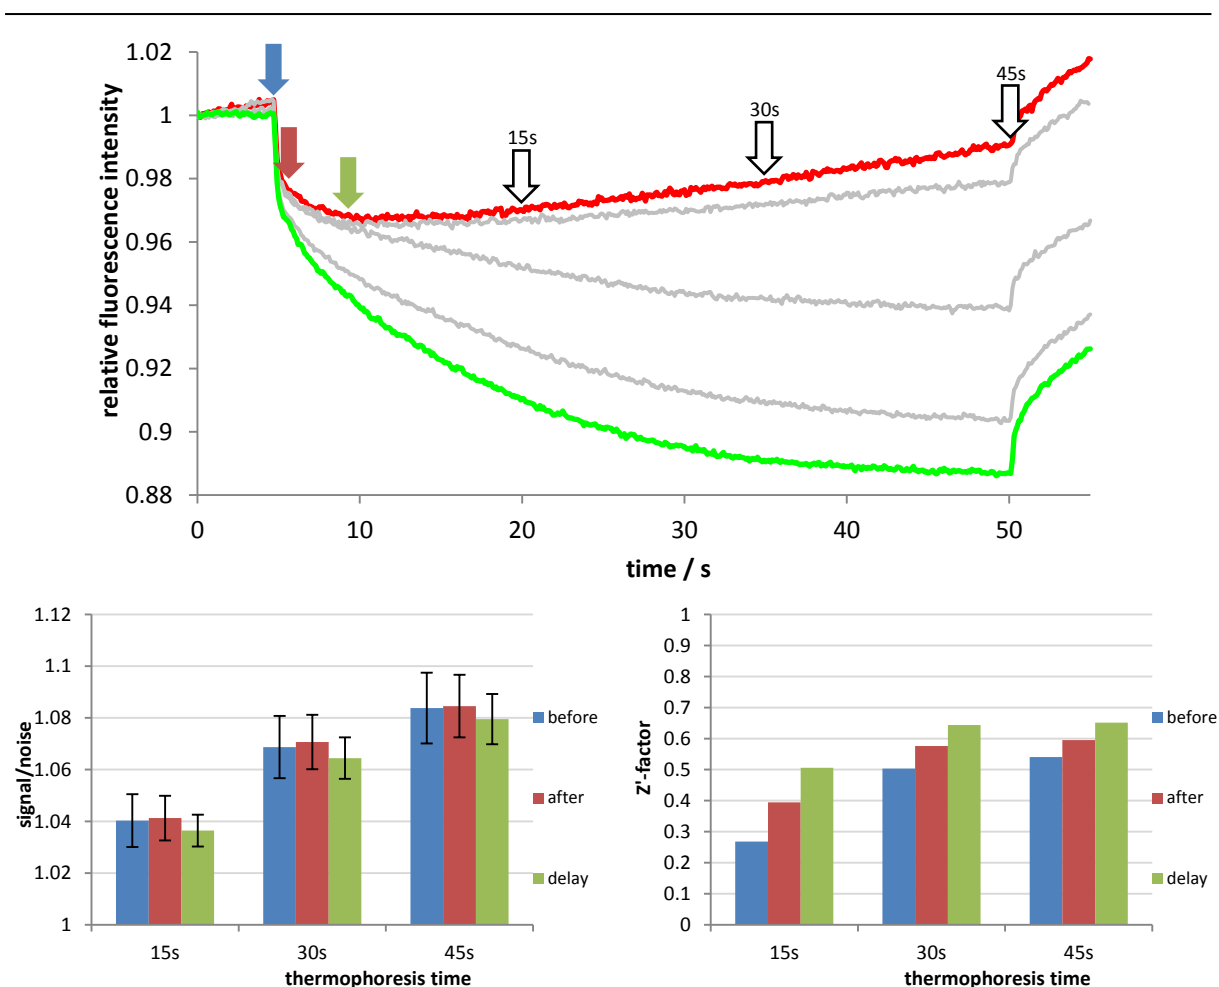 1.02
1
0.98
0.96
0.94
0.92
0.9
0.88
relative fluorescence intensity
15s
30s
45s
0 10 20 30 40 50
time / s
1.12
1.1
1.08
1.06
1.04
1.02
1
signal/noise
before
after
delay
15s 30s 45s
thermophoresis time
1
0.9
0.8
0.7
0.6
0.5
0.4
0.3
0.2
0.1
0
Z'-factor
before
after
delay
15s 30s 45s
thermophoresis time